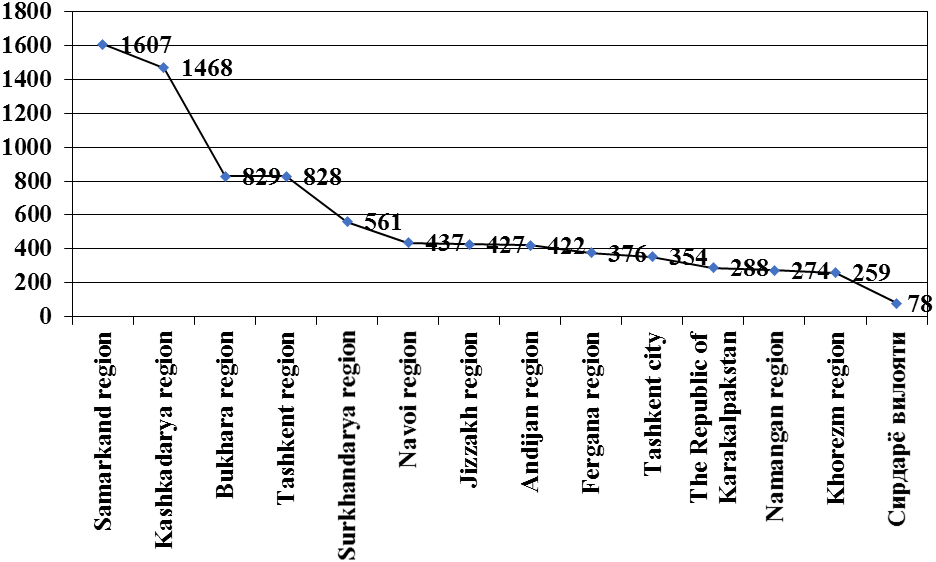 1800
1600
1400
1200
1000
800
600
400
200
0
1607
1468
829
828
561
437
427
422
376
354
288
274
259
78
Samarkand region
Kashkadarya region
Bukhara region
Tashkent region
Surkhandarya region
Navoi region
Jizzakh region
Andijan region
Fergana region
Tashkent city
The Republic of
Karakalpakstan
Namangan region
Khorezm region
Сирдарё вилояти